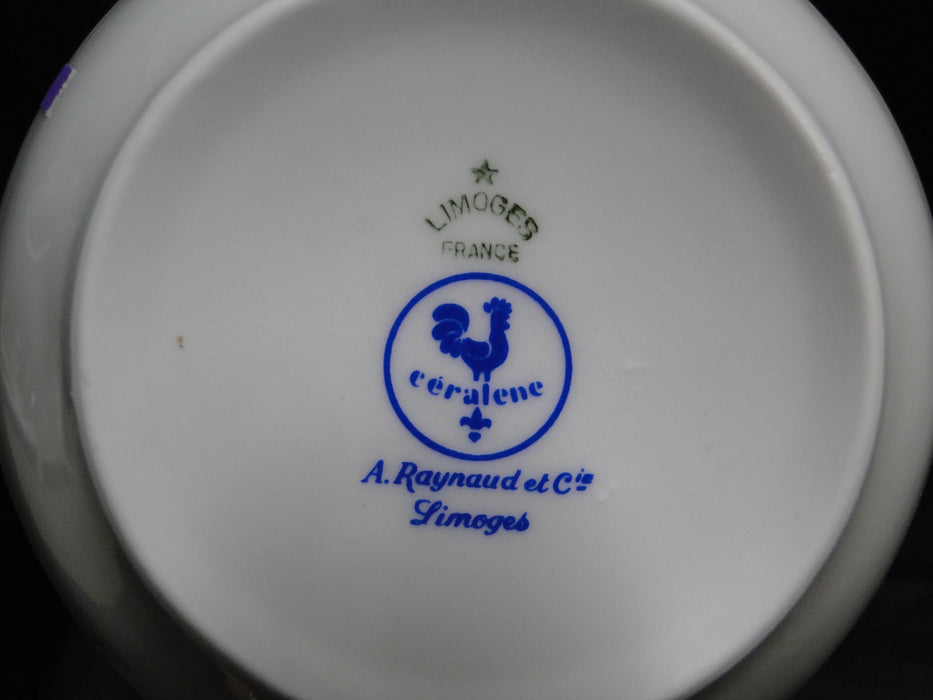 LIMOGES
FRANCE
céralene
A. Raynaud et Cie
Limoges